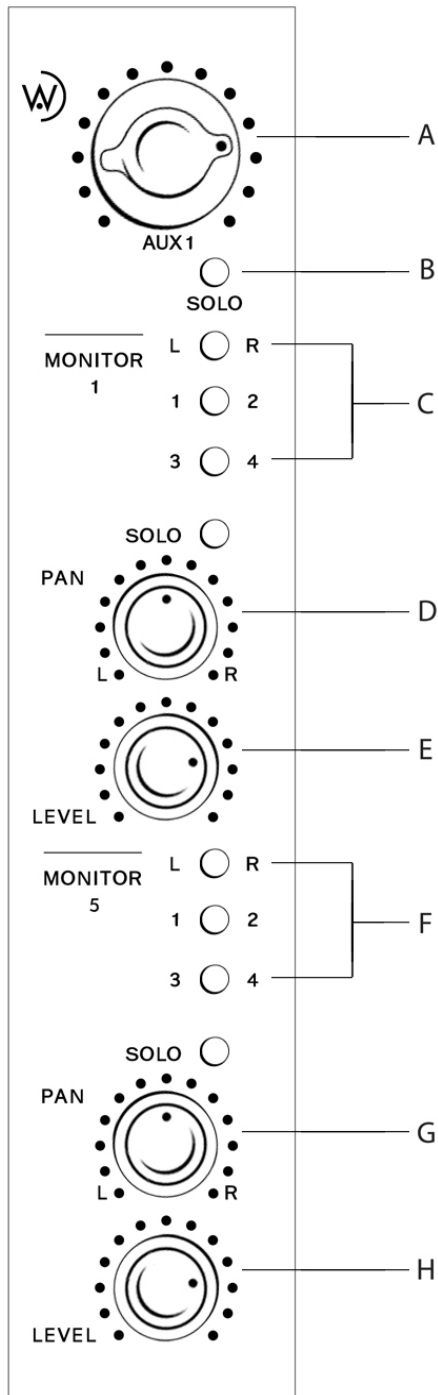 W
A
AUX 1
B
SOLO
MONITOR
1
L R
1 2
3 4
C
SOLO
PAN
D
L R
E
LEVEL
MONITOR
5
L R
1 2
3 4
F
SOLO
PAN
G
L R
H
LEVEL